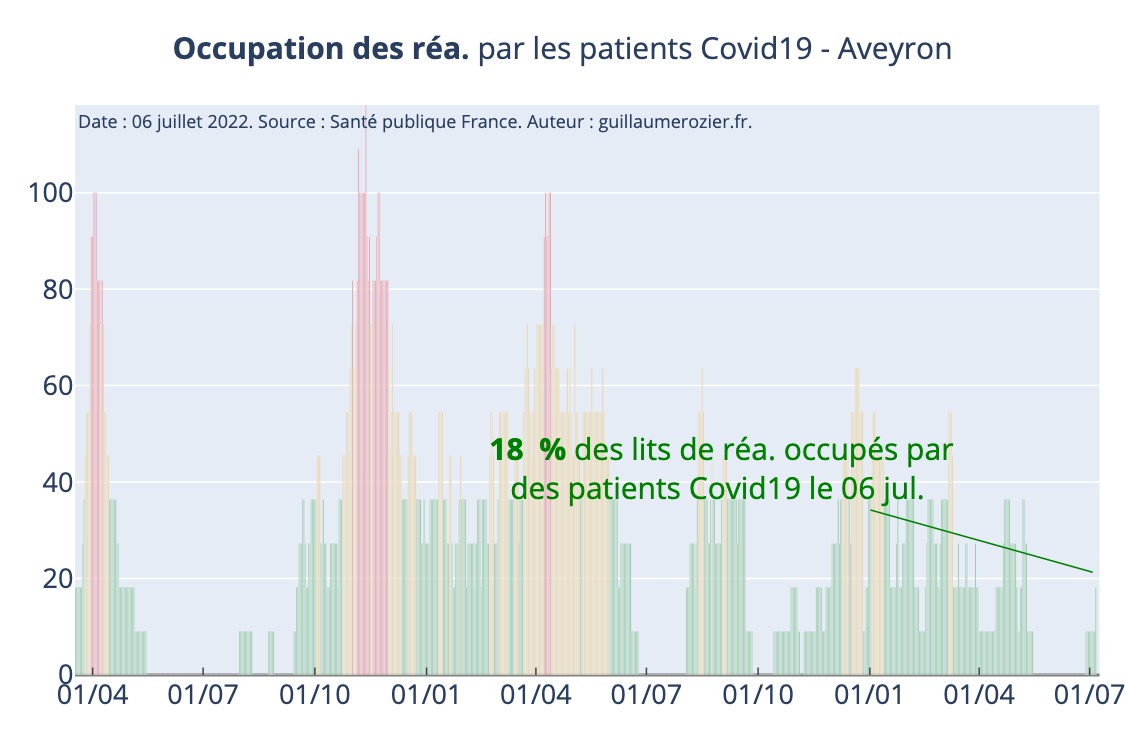 Occupation des réa. par les patients Covid19 - Aveyron
Date : 06 juillet 2022. Source : Santé publique France. Auteur : guillaumerozier.fr.
100
80
60
18 % des lits de réa. occupés par
des patients Covid19 le 06 jul.
40
20
0
01/04 01/07 01/10 01/01 01/04 01/07 01/10 01/01 01/04 01/07